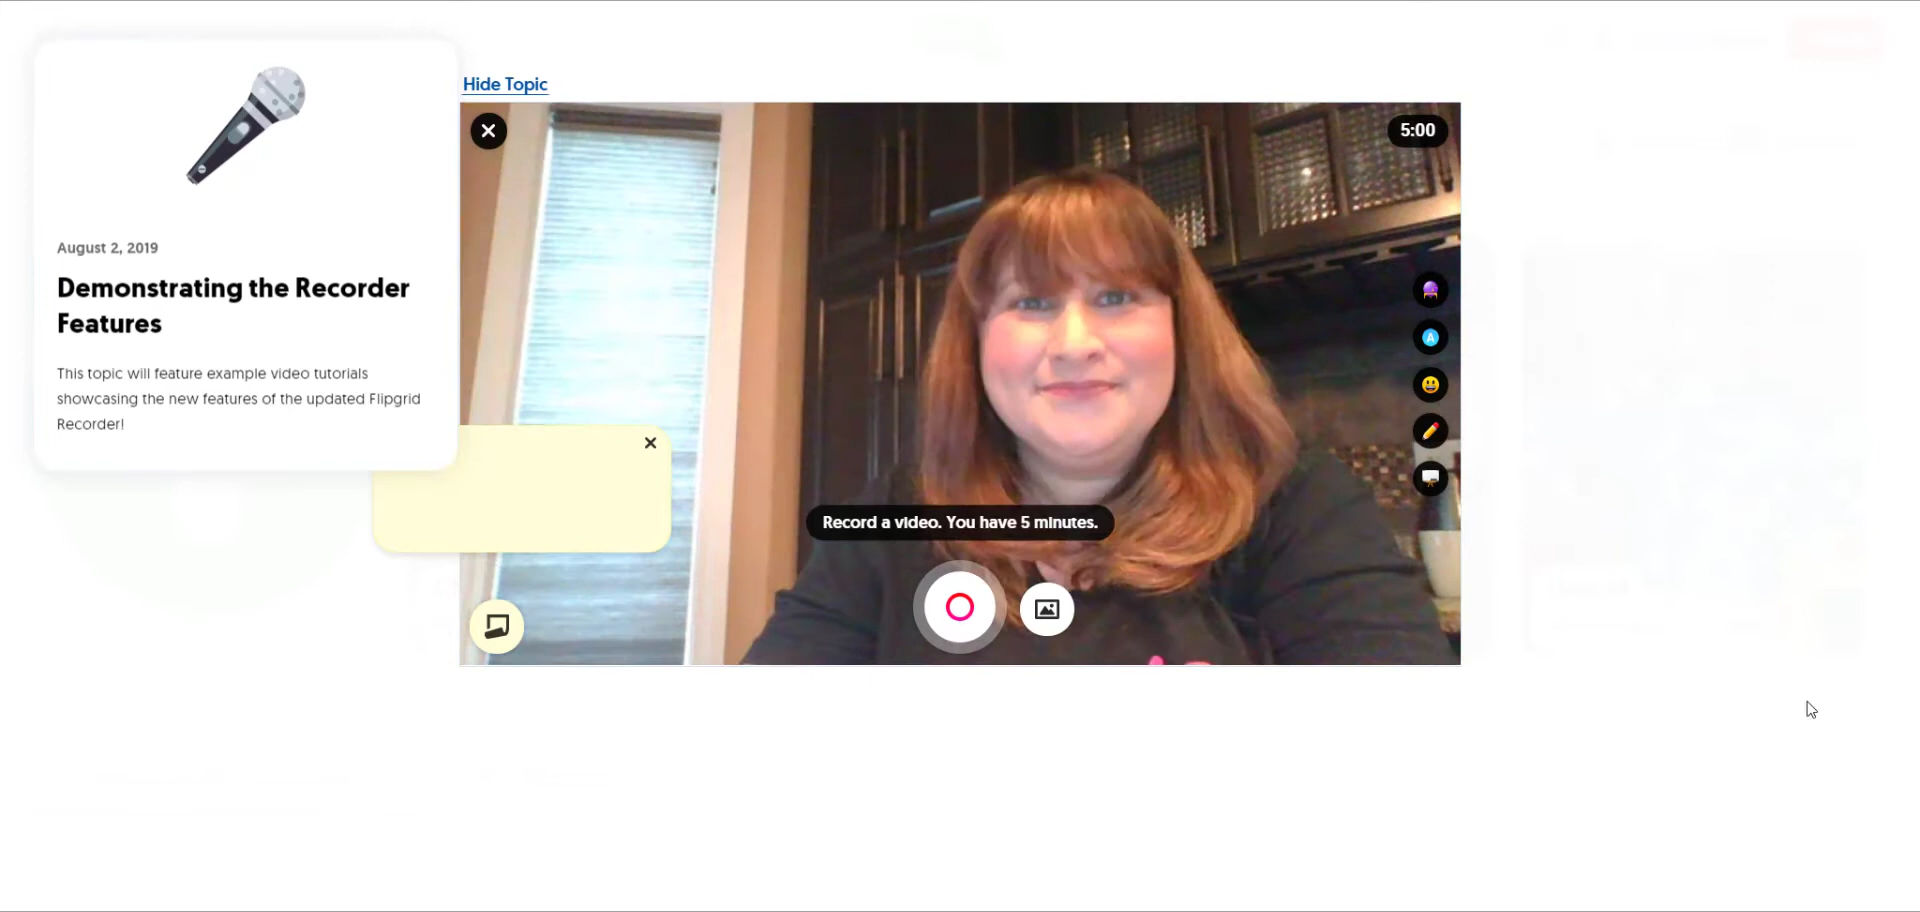 Hide Topic
5:00
August 2, 2019
Demonstrating the Recorder
Features
This topic will feature example video tutorials
showcasing the new features of the updated Flipgrid
Recorder!
A
Record a video. You have 5 minutes.